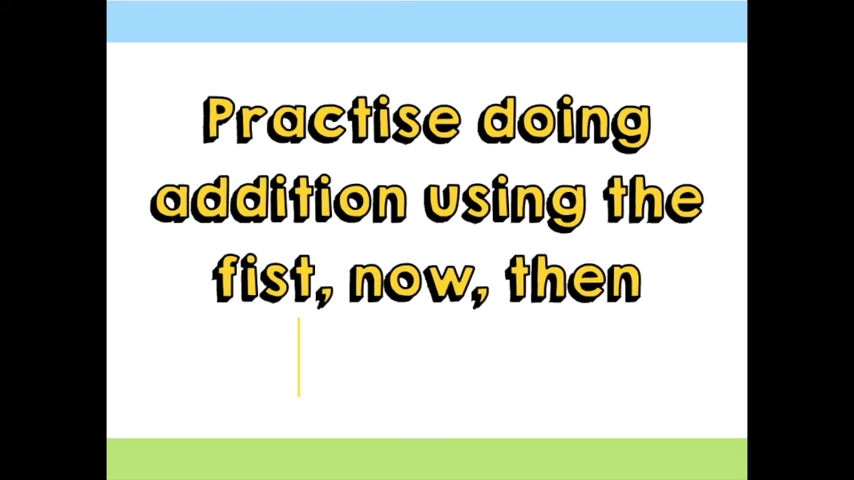 Practise doing
addition using the
fist, now, then